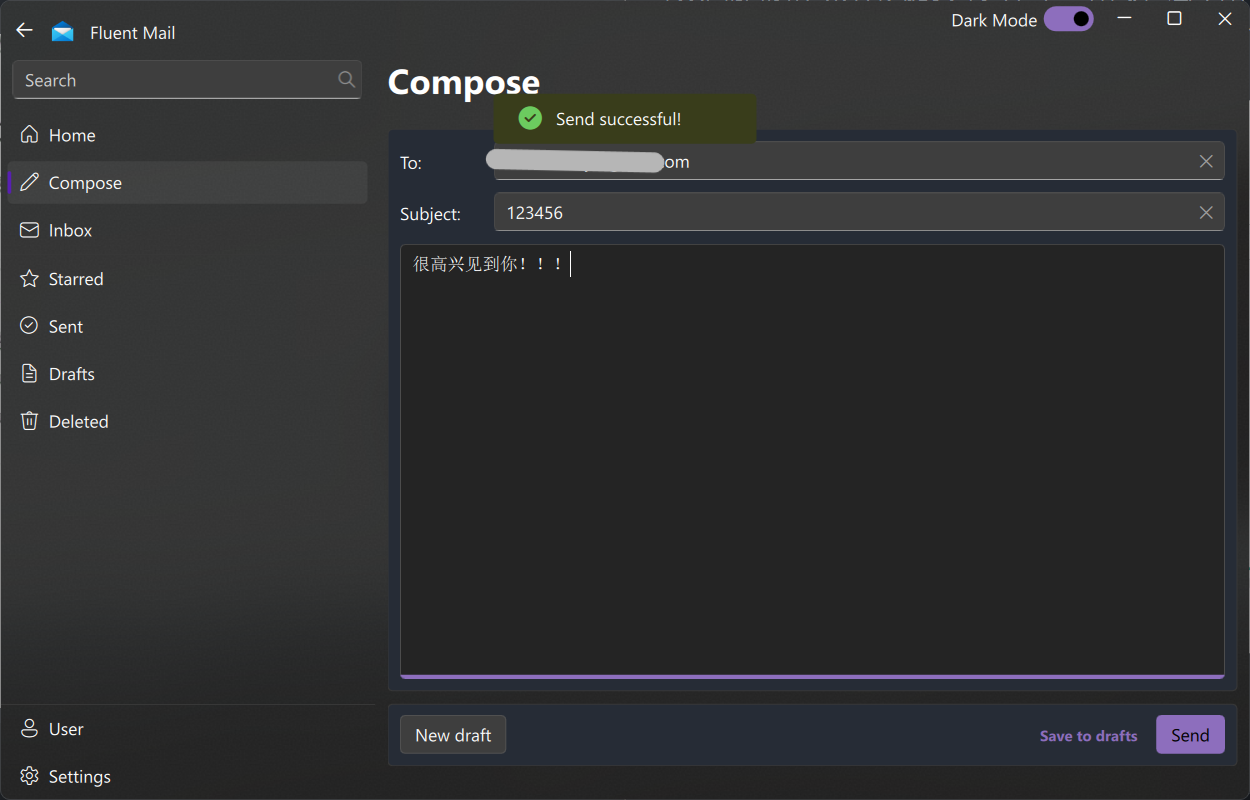 Fluent Mail
Dark Mode
Search
Home
Compose
Inbox
Starred
Sent
Drafts
Deleted
User
Settings
Compose
Send successful!
To:
om
Subject: 123456
很高兴见到你！！！
New draft
Save to drafts
Send